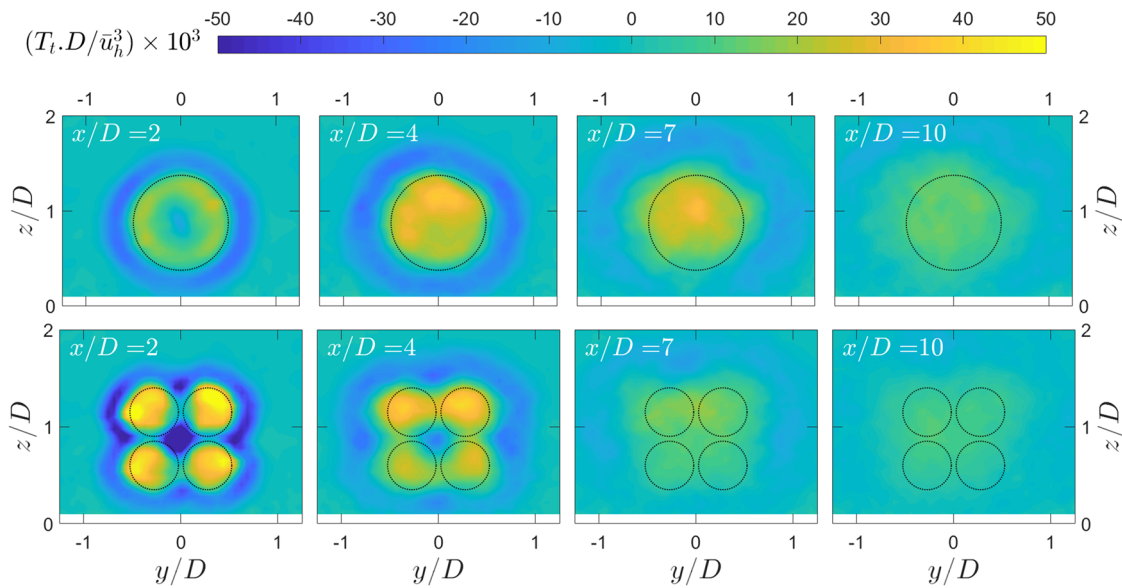 (T_t.D/ū_h^3) × 10^3
-50 -40 -30 -20 -10 0 10 20 30 40 50
-1 0 1 -1 0 1 -1 0 1 -1 0 1
2 x/D =2 x/D =4 x/D =7 x/D =10 2
z/D 1 1 z/D
0 0
2 x/D =2 x/D =4 x/D =7 x/D =10 2
z/D 1 1 z/D
0 0
-1 0 1 -1 0 1 -1 0 1 -1 0 1
y/D y/D y/D y/D